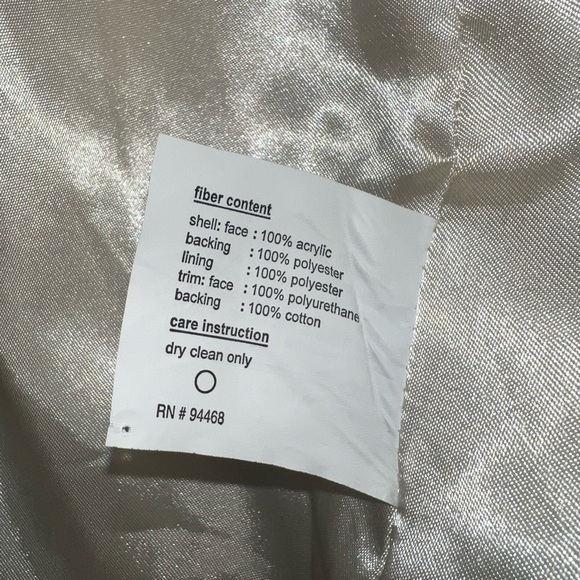 fiber content
shell: face : 100% acrylic
backing : 100% polyester
lining : 100% polyester
trim: face : 100% polyurethane
backing : 100% cotton
care instruction
dry clean only
RN # 94468